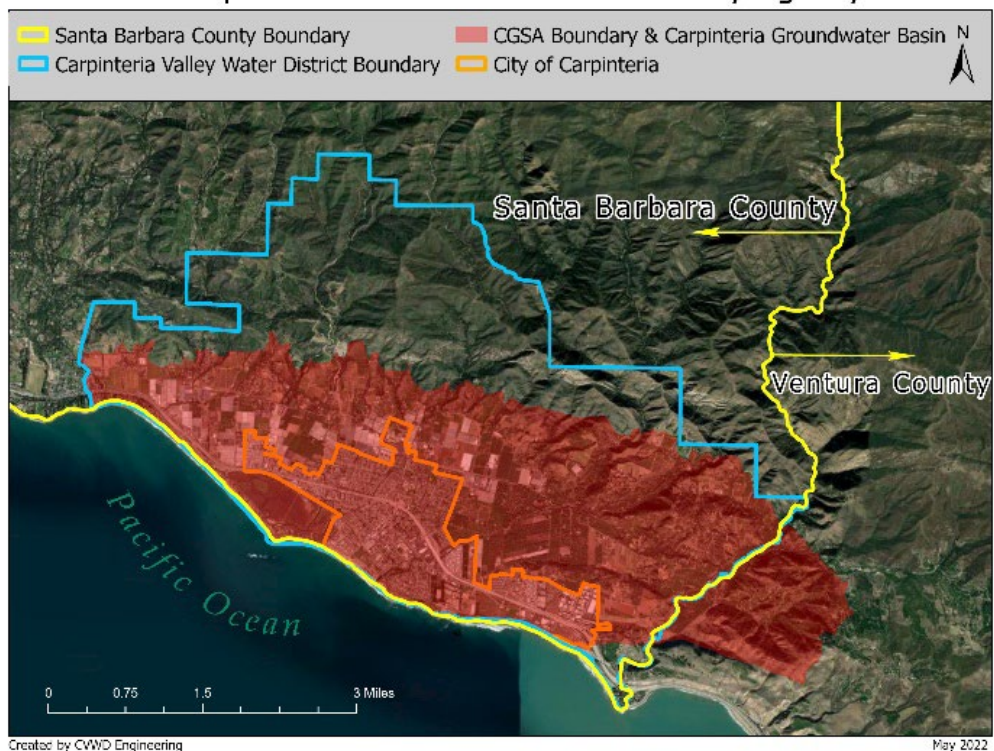 Santa Barbara County Boundary
CGSA Boundary & Carpinteria Groundwater Basin
N
Carpinteria Valley Water District Boundary
City of Carpinteria
Santa Barbara County
Ventura County
Pacific Ocean
0 0.75 1.5 3 Miles
Created by CVWD Engineering
May 2022